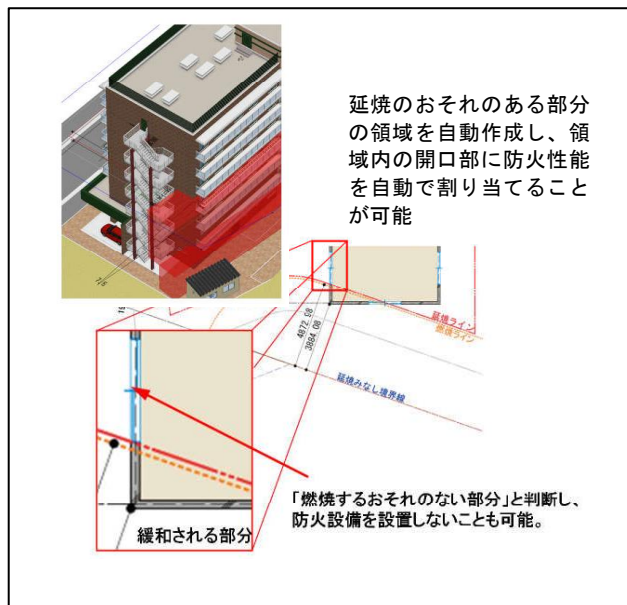 延焼のおそれのある部分
の領域を自動作成し、領
域内の開口部に防火性能
を自動で割り当てること
が可能
延焼ライン
燃焼ライン
4872.98
3884.08
延焼みなし境界線
「燃焼するおそれのない部分」と判断し、
防火設備を設置しないことも可能。
緩和される部分